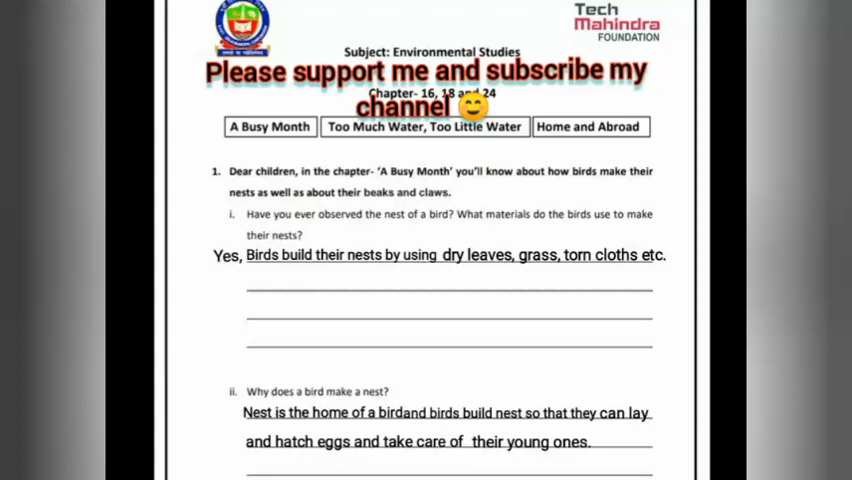 Tech
Mahindra
FOUNDATION
Subject: Environmental Studies
Please support me and subscribe my
Chapter- 16, 18 and 24
channel 😊
A Busy Month
Too Much Water, Too Little Water
Home and Abroad
1. Dear children, in the chapter- ‘A Busy Month’ you’ll know about how birds make their
nests as well as about their beaks and claws.
i. Have you ever observed the nest of a bird? What materials do the birds use to make
their nests?
Yes, Birds build their nests by using dry leaves, grass, torn cloths etc.
ii. Why does a bird make a nest?
Nest is the home of a birdand birds build nest so that they can lay
and hatch eggs and take care of their young ones.